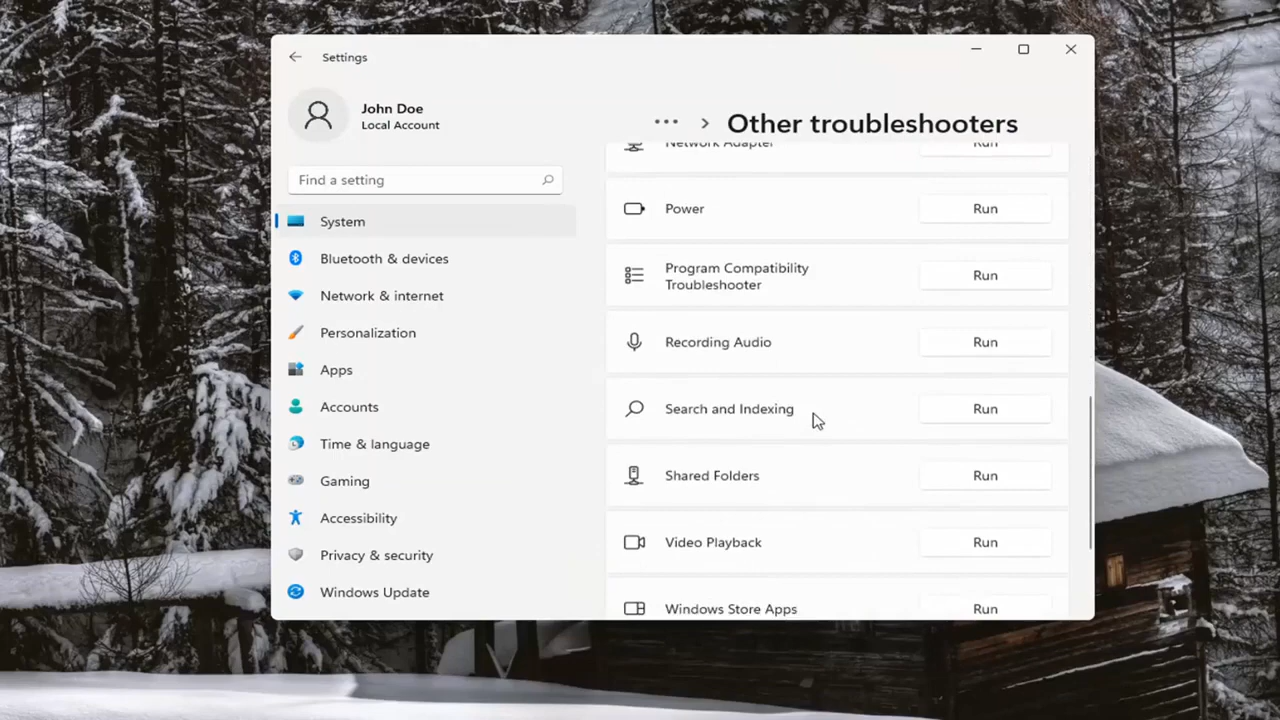 Settings
John Doe
Local Account
Find a setting
System
Bluetooth & devices
Network & internet
Personalization
Apps
Accounts
Time & language
Gaming
Accessibility
Privacy & security
Windows Update
Other troubleshooters
Network Adapter Run
Power Run
Program Compatibility
Troubleshooter Run
Recording Audio Run
Search and Indexing Run
Shared Folders Run
Video Playback Run
Windows Store Apps Run